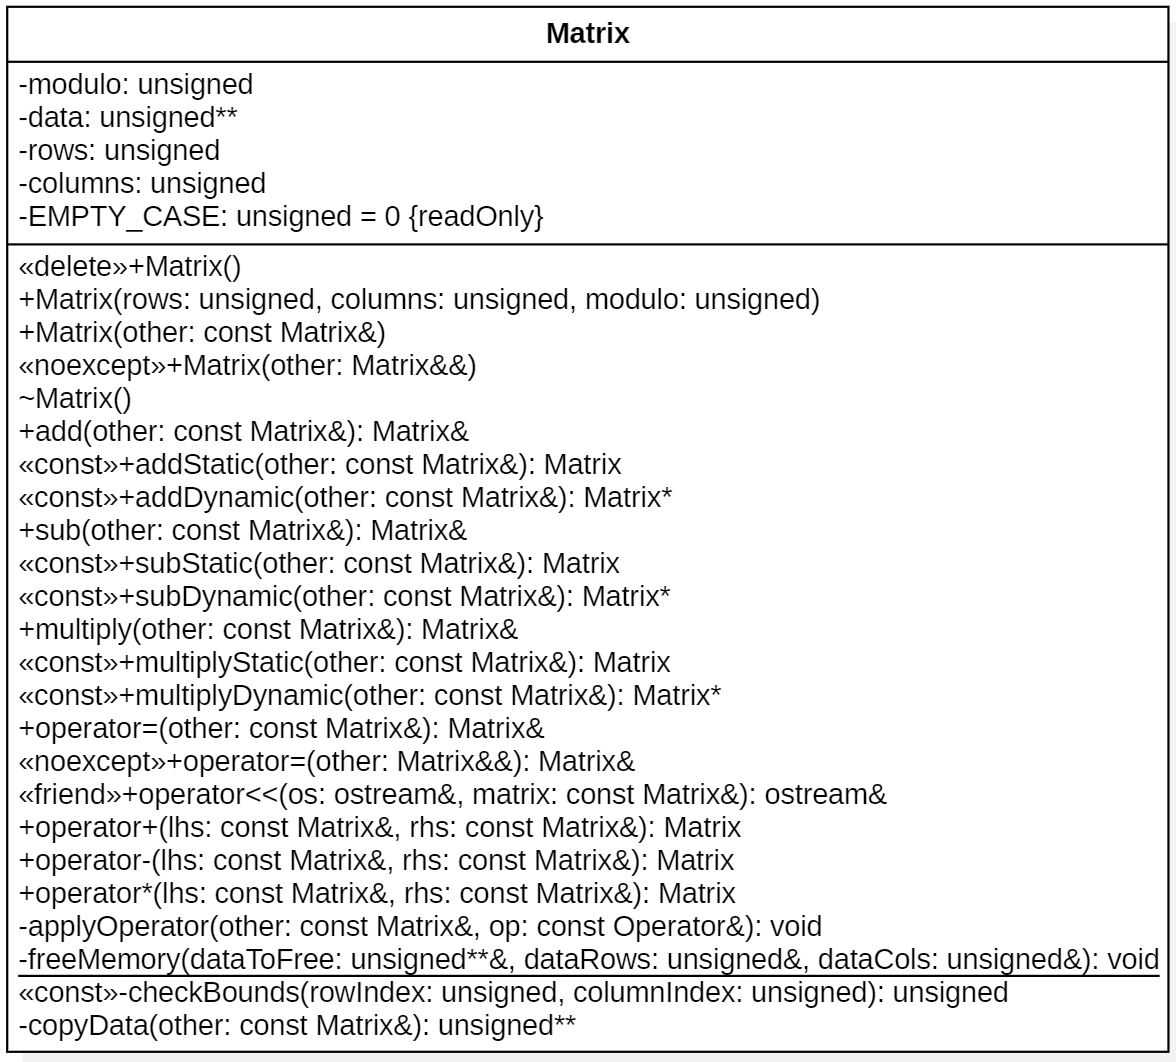 Matrix
-modulo: unsigned
-data: unsigned**
-rows: unsigned
-columns: unsigned
-EMPTY_CASE: unsigned = 0 {readOnly}
«delete»+Matrix()
+Matrix(rows: unsigned, columns: unsigned, modulo: unsigned)
+Matrix(other: const Matrix&)
«noexcept»+Matrix(other: Matrix&&)
~Matrix()
+add(other: const Matrix&): Matrix&
«const»+addStatic(other: const Matrix&): Matrix
«const»+addDynamic(other: const Matrix&): Matrix*
+sub(other: const Matrix&): Matrix&
«const»+subStatic(other: const Matrix&): Matrix
«const»+subDynamic(other: const Matrix&): Matrix*
+multiply(other: const Matrix&): Matrix&
«const»+multiplyStatic(other: const Matrix&): Matrix
«const»+multiplyDynamic(other: const Matrix&): Matrix*
+operator=(other: const Matrix&): Matrix&
«noexcept»+operator=(other: Matrix&&): Matrix&
«friend»+operator<<(os: ostream&, matrix: const Matrix&): ostream&
+operator+(lhs: const Matrix&, rhs: const Matrix&): Matrix
+operator-(lhs: const Matrix&, rhs: const Matrix&): Matrix
+operator*(lhs: const Matrix&, rhs: const Matrix&): Matrix
-applyOperator(other: const Matrix&, op: const Operator&): void
-freeMemory(dataToFree: unsigned**&, dataRows: unsigned&, dataCols: unsigned&): void
«const»-checkBounds(rowIndex: unsigned, columnIndex: unsigned): unsigned
-copyData(other: const Matrix&): unsigned**